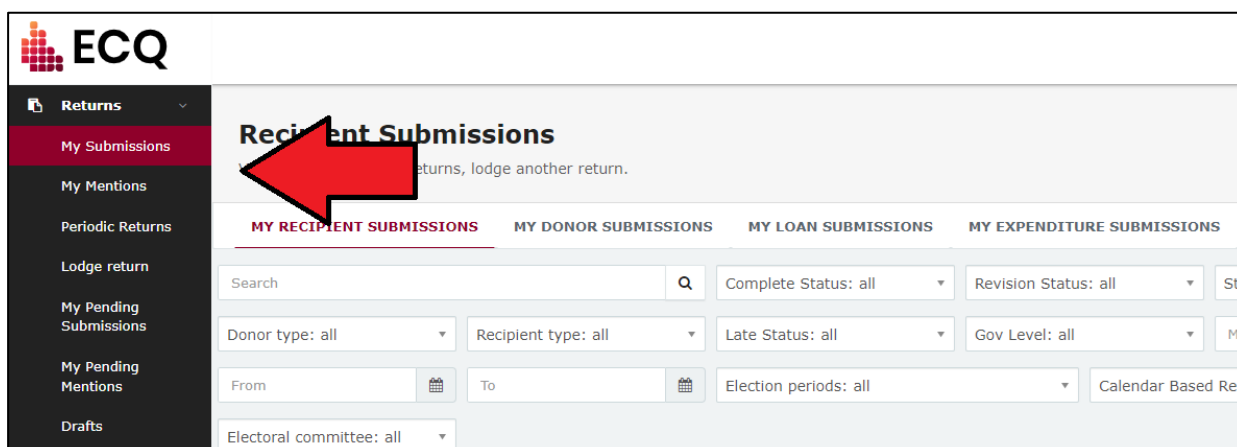 ECQ
Returns
My Submissions
My Mentions
Periodic Returns
Lodge return
My Pending
Submissions
My Pending
Mentions
Drafts
Recipient Submissions
eturns, lodge another return.
MY RECIPIENT SUBMISSIONS MY DONOR SUBMISSIONS MY LOAN SUBMISSIONS MY EXPENDITURE SUBMISSIONS
Search Complete Status: all Revision Status: all St
Donor type: all Recipient type: all Late Status: all Gov Level: all M
From To Election periods: all Calendar Based Re
Electoral committee: all